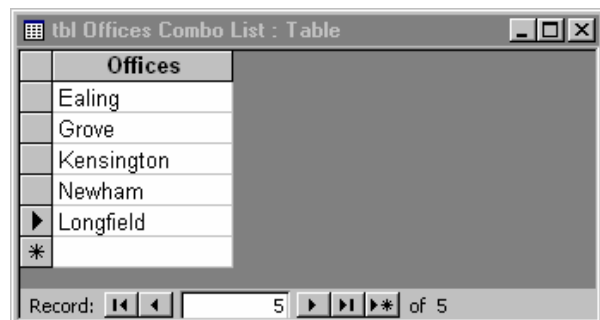 tbl Offices Combo List : Table
Offices
Ealing
Grove
Kensington
Newham
Longfield
Record: 5 of 5